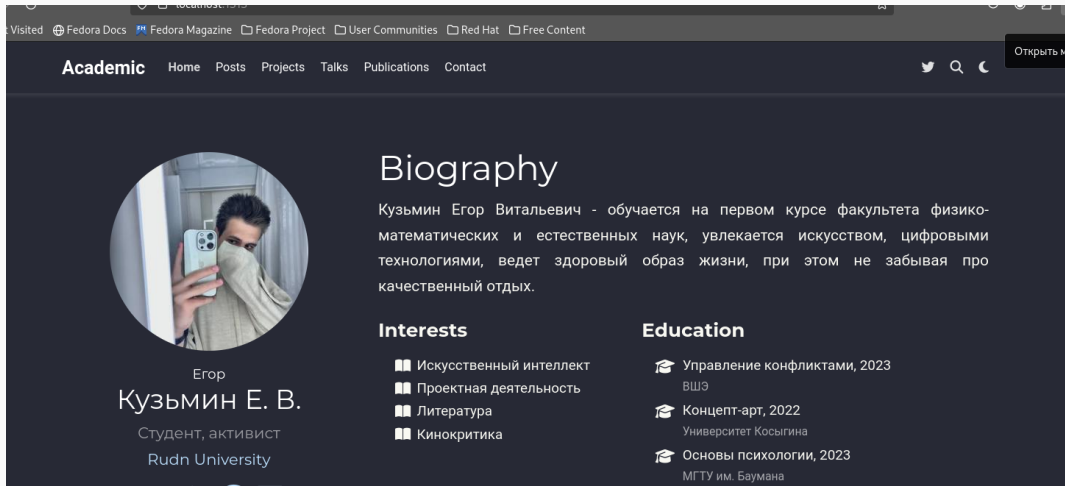 localhost:1313
Visited Fedora Docs Fedora Magazine Fedora Project User Communities Red Hat Free Content
Открыть
Academic Home Posts Projects Talks Publications Contact
Biography
Кузьмин Егор Витальевич - обучается на первом курсе факультета физико-
математических и естественных наук, увлекается искусством, цифровыми
технологиями, ведет здоровый образ жизни, при этом не забывая про
качественный отдых.
Егор
Кузьмин Е. В.
Студент, активист
Rudn University
Interests
Искусственный интеллект
Проектная деятельность
Литература
Кинокритика
Education
Управление конфликтами, 2023
ВШЭ
Концепт-арт, 2022
Университет Косыгина
Основы психологии, 2023
МГТУ им. Баумана